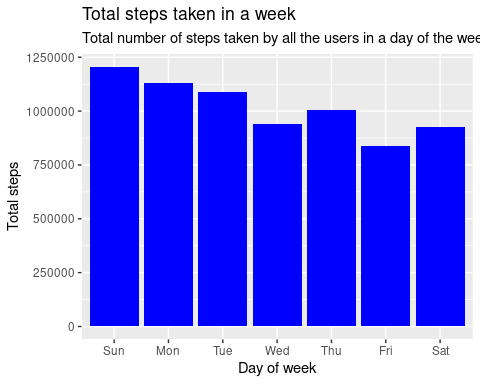 Total steps taken in a week
Total number of steps taken by all the users in a day of the wee
1250000
1000000
750000
500000
250000
0
Total steps
Sun Mon Tue Wed Thu Fri Sat
Day of week